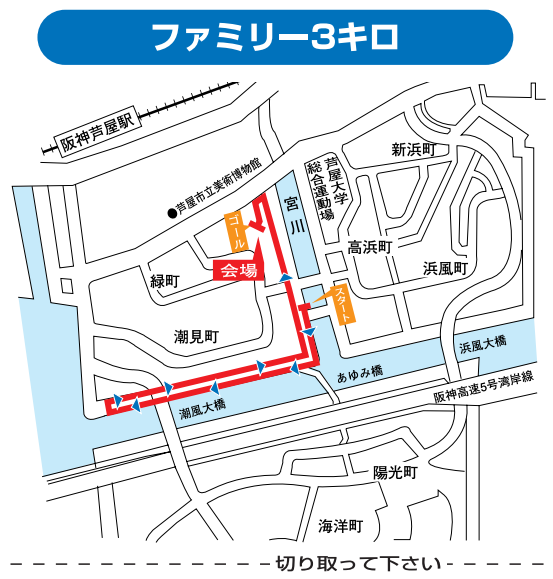 ファミリー3キロ
阪神芦屋駅
芦屋市立美術博物館
芦屋大学
総合運動場
新浜町
宮川
ゴール
高浜町
浜風町
会場
緑町
スタート
潮見町
浜風大橋
あゆみ橋
阪神高速5号湾岸線
潮風大橋
陽光町
海洋町
切り取って下さい